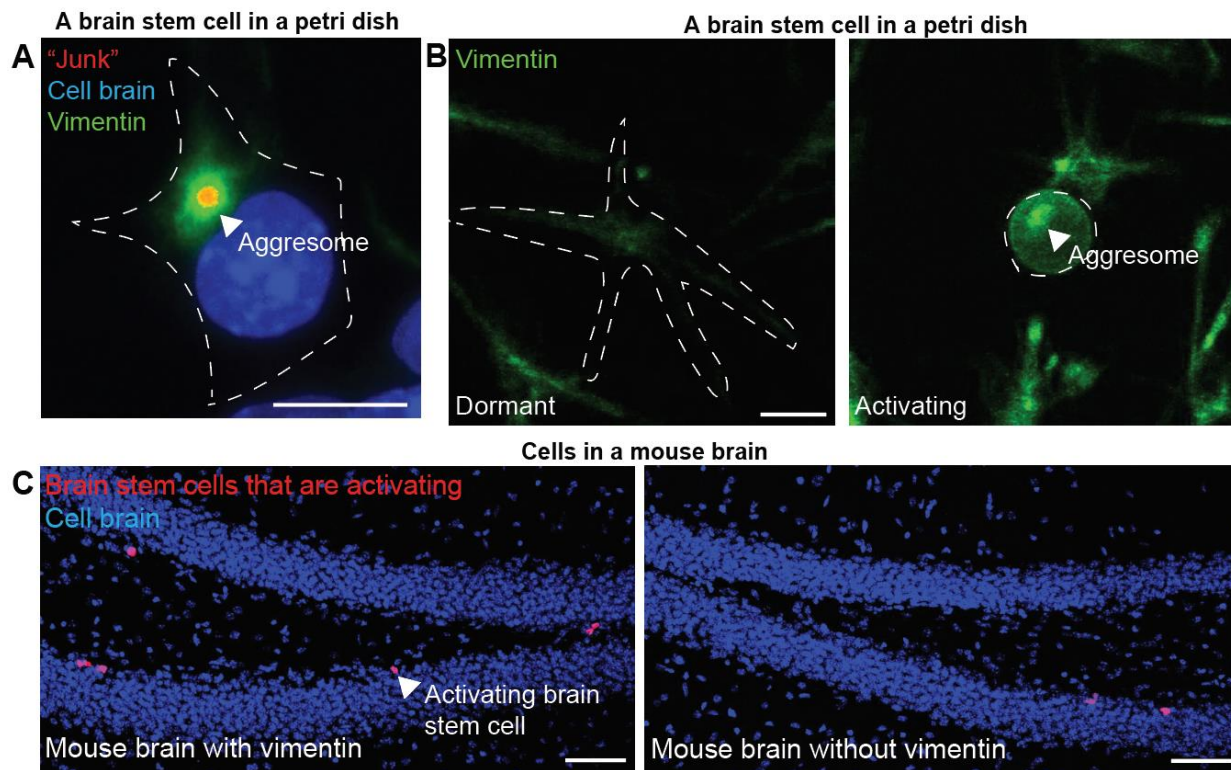 A brain stem cell in a petri dish
A brain stem cell in a petri dish
A
“Junk”
Cell brain
Vimentin
Aggresome
B
Vimentin
Dormant
Aggresome
Activating
Cells in a mouse brain
C
Brain stem cells that are activating
Cell brain
Activating brain
stem cell
Mouse brain with vimentin
Mouse brain without vimentin